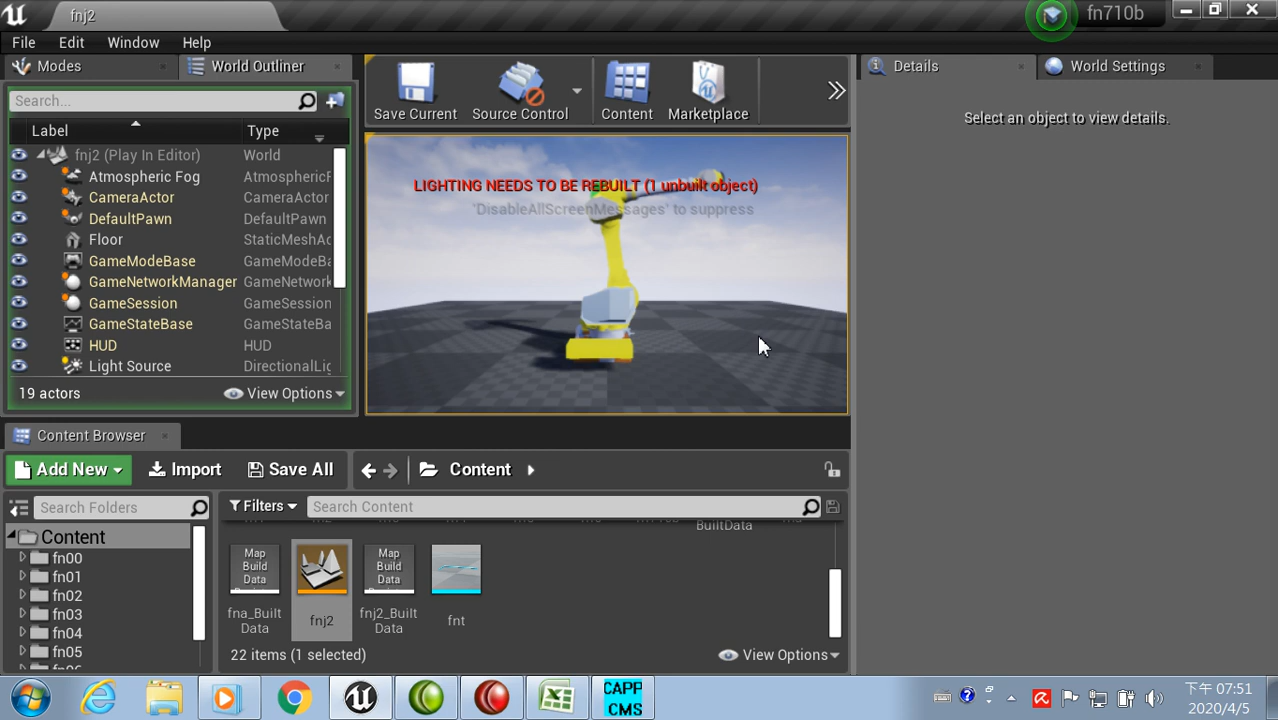 fnj2
fn710b
File Edit Window Help
Modes
World Outliner
Search...
Label Type
fnj2 (Play In Editor) World
Atmospheric Fog AtmosphericF
CameraActor CameraActor
DefaultPawn DefaultPawn
Floor StaticMeshAc
GameModeBase GameModeBa
GameNetworkManager GameNetwork
GameSession GameSession
GameStateBase GameStateBa
HUD HUD
Light Source DirectionalLig
19 actors
View Options
Save Current
Source Control
Content
Marketplace
LIGHTING NEEDS TO BE REBUILT (1 unbuilt object)
'DisableAllScreenMessages' to suppress
Details
World Settings
Select an object to view details.
Content Browser
Add New
Import
Save All
Content
Search Folders
Content
fn00
fn01
fn02
fn03
fn04
fn05
Filters
Search Content
BuiltData
Map
Build
Data
fna_Built
Data
fnj2
Map
Build
Data
fnj2_Built
Data
fnt
22 items (1 selected)
View Options
CAPP
CMS
下午 07:51
2020/4/5